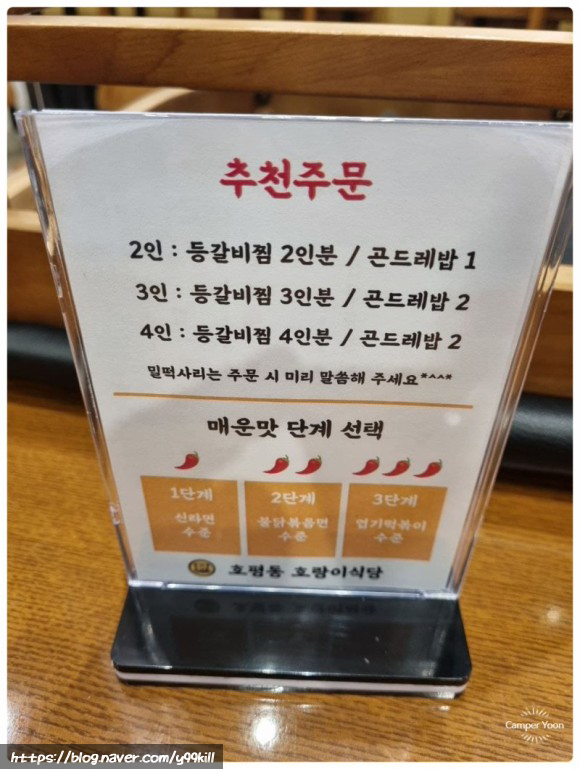 추천주문
2인 : 등갈비찜 2인분 / 곤드레밥 1
3인 : 등갈비찜 3인분 / 곤드레밥 2
4인 : 등갈비찜 4인분 / 곤드레밥 2
밀떡사리는 주문 시 미리 말씀해 주세요*^^*
매운맛 단계 선택
1단계 2단계 3단계
신라면 불닭볶음면 엽기떡볶이
수준 수준 수준
호평동 호랑이식당
Camper Yoon
https://blog.naver.com/y99kill